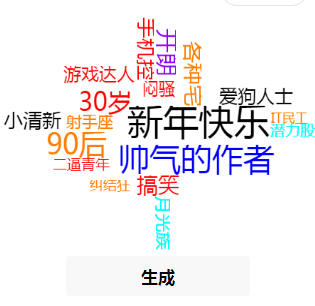 手机控
开朗
各种宅
游戏达人
闷骚
30岁
爱狗人士
小清新
射手座
新年快乐
IT民工
潜力股
90后
帅气的作者
二逼青年
纠结狂
搞笑
月光族
生成